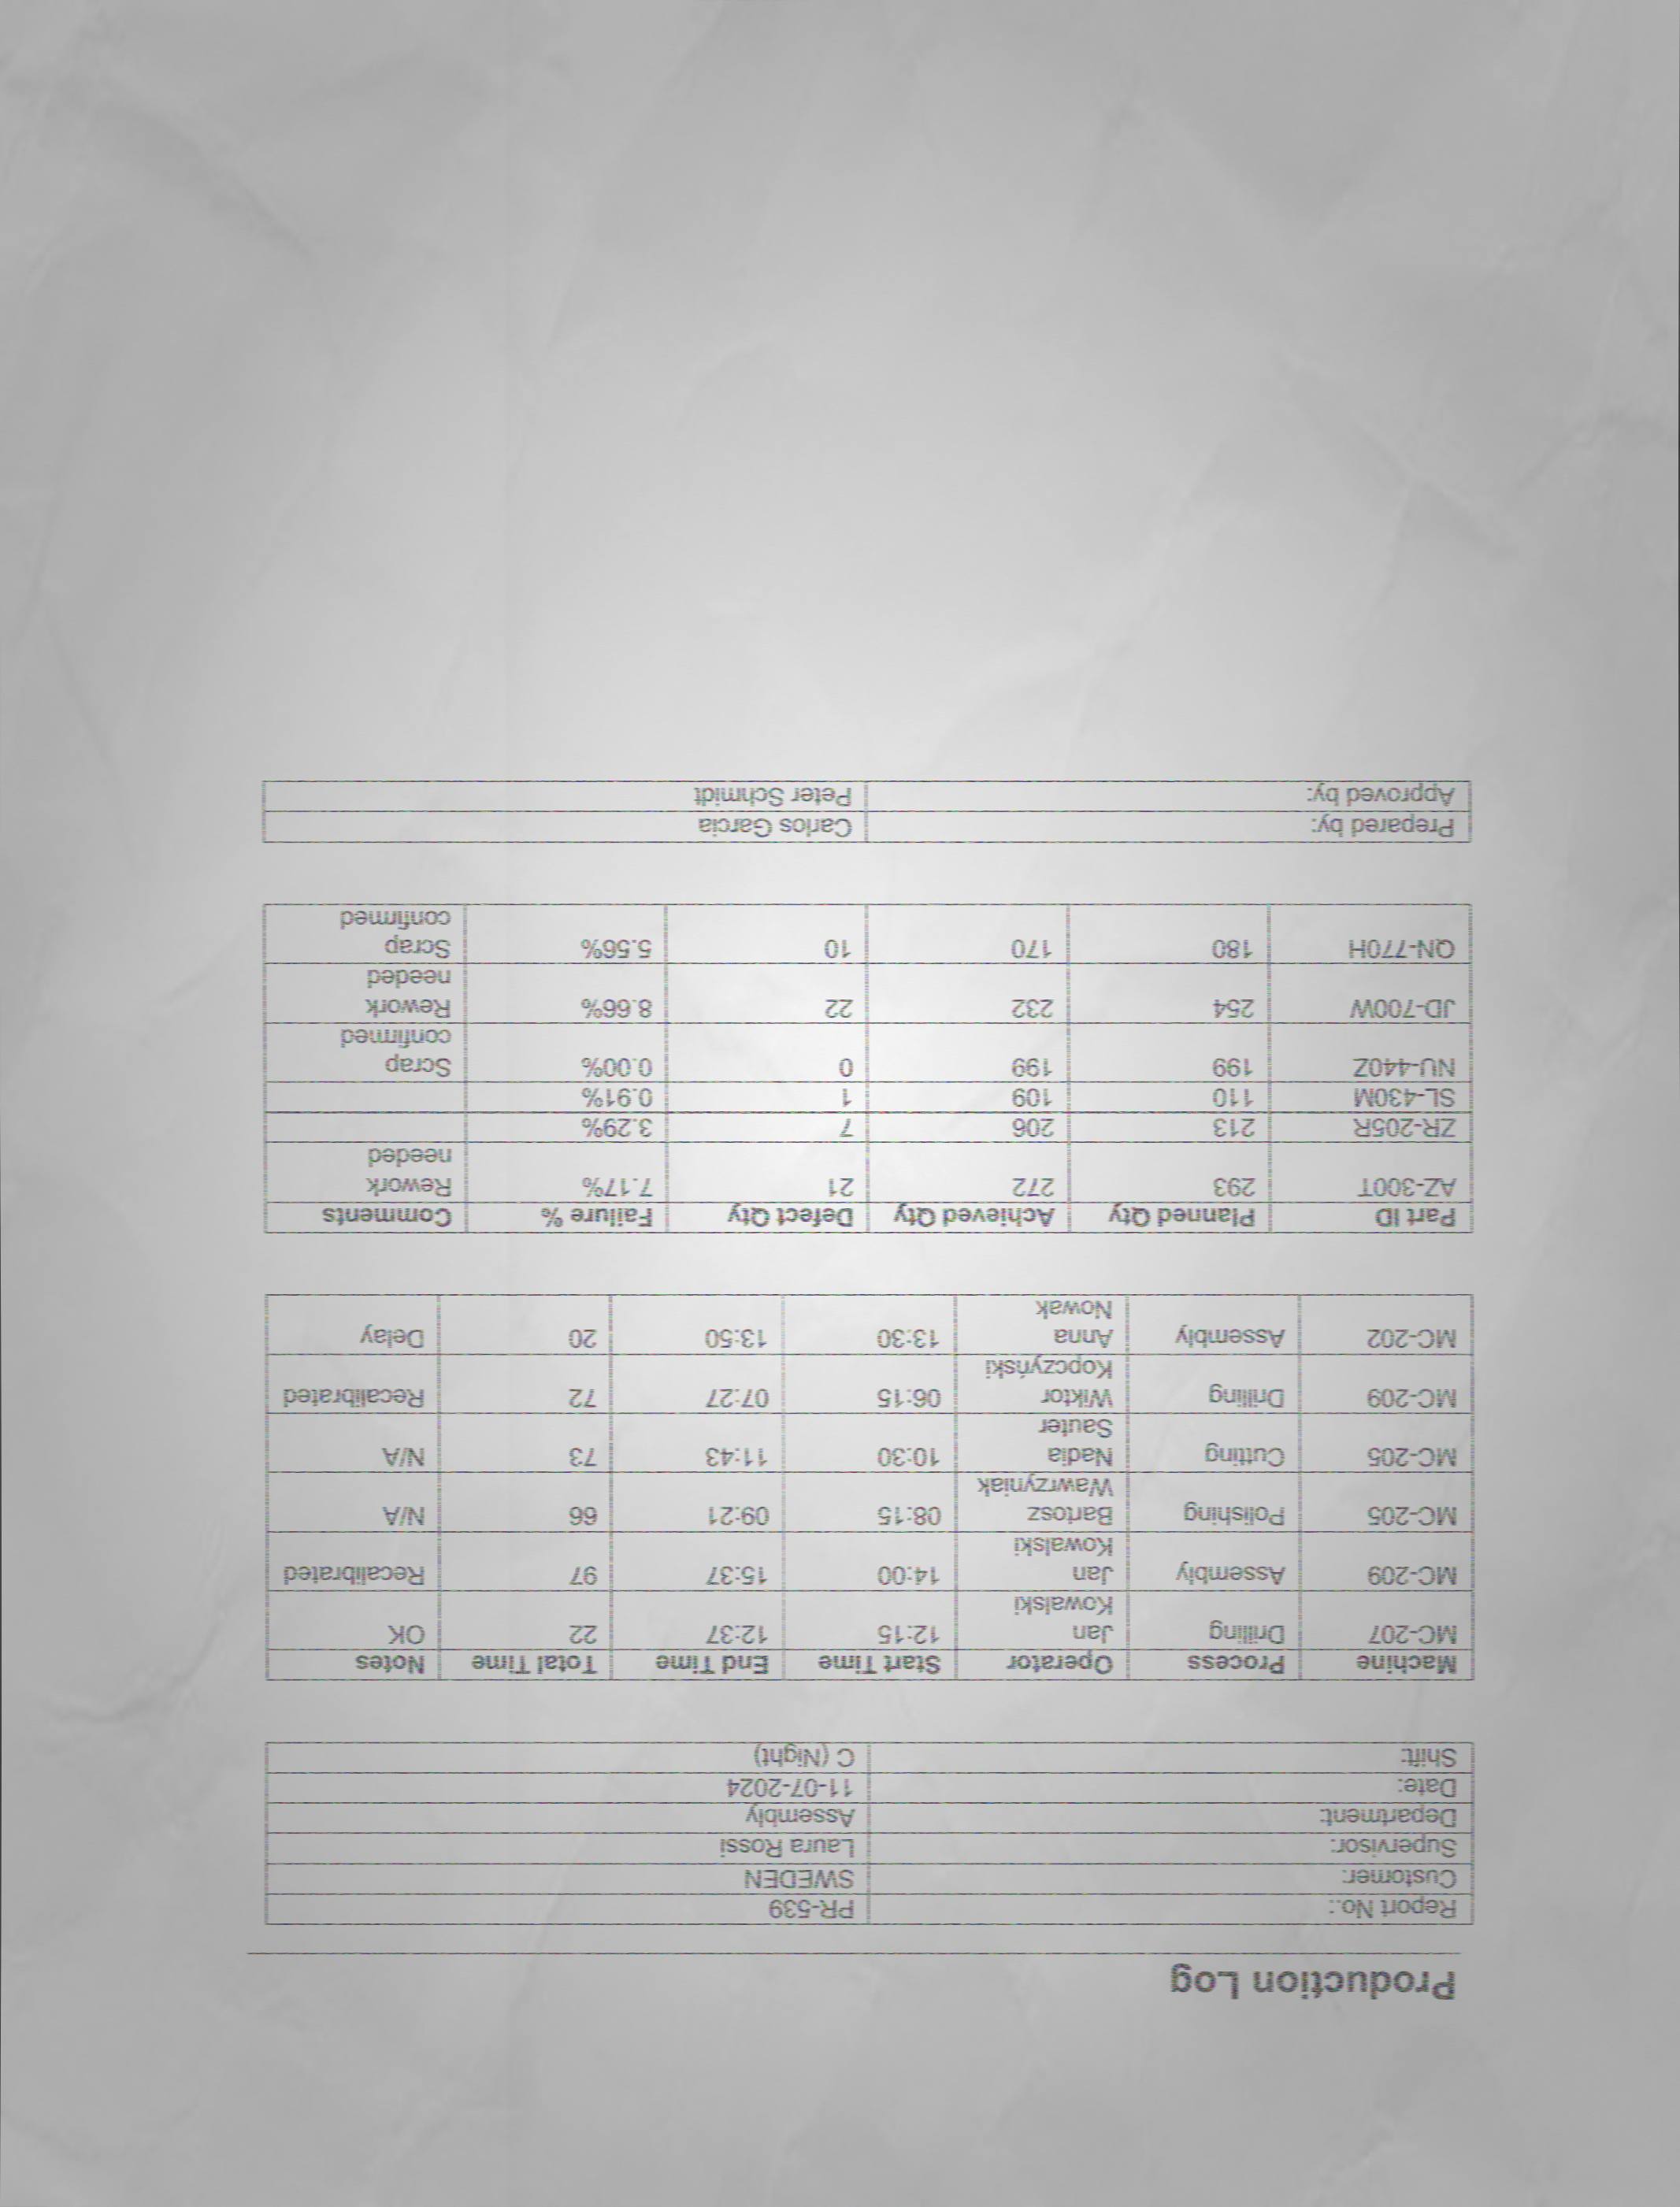 Production Log
Report No.: PR-539
Customer: SWEDEN
Supervisor: Laura Rossi
Department: Assembly
Date: 11-07-2024
Shift: C (Night)
Machine Process Operator Start Time End Time Total Time Notes
MC-207 Drilling Jan Kowalski 12:15 12:37 22 OK
MC-209 Assembly Jan Kowalski 14:00 15:37 97 Recalibrated
MC-205 Polishing Bartosz Wawrzyniak 08:15 09:21 66 N/A
MC-205 Cutting Nadia Sauter 10:30 11:43 73 N/A
MC-209 Drilling Wiktor Kopczyński 06:15 07:27 72 Recalibrated
MC-202 Assembly Anna Nowak 13:30 13:50 20 Delay
Part ID Planned Qty Achieved Qty Defect Qty Failure % Comments
AZ-300T 293 272 21 7.17% Rework needed
ZR-205R 213 206 7 3.29%
SL-430M 110 109 1 0.91%
NU-440Z 199 199 0 0.00% Scrap confirmed
JD-700W 254 232 22 8.66% Rework needed
QN-770H 180 170 10 5.56% Scrap confirmed
Prepared by: Carlos Garcia
Approved by: Peter Schmidt